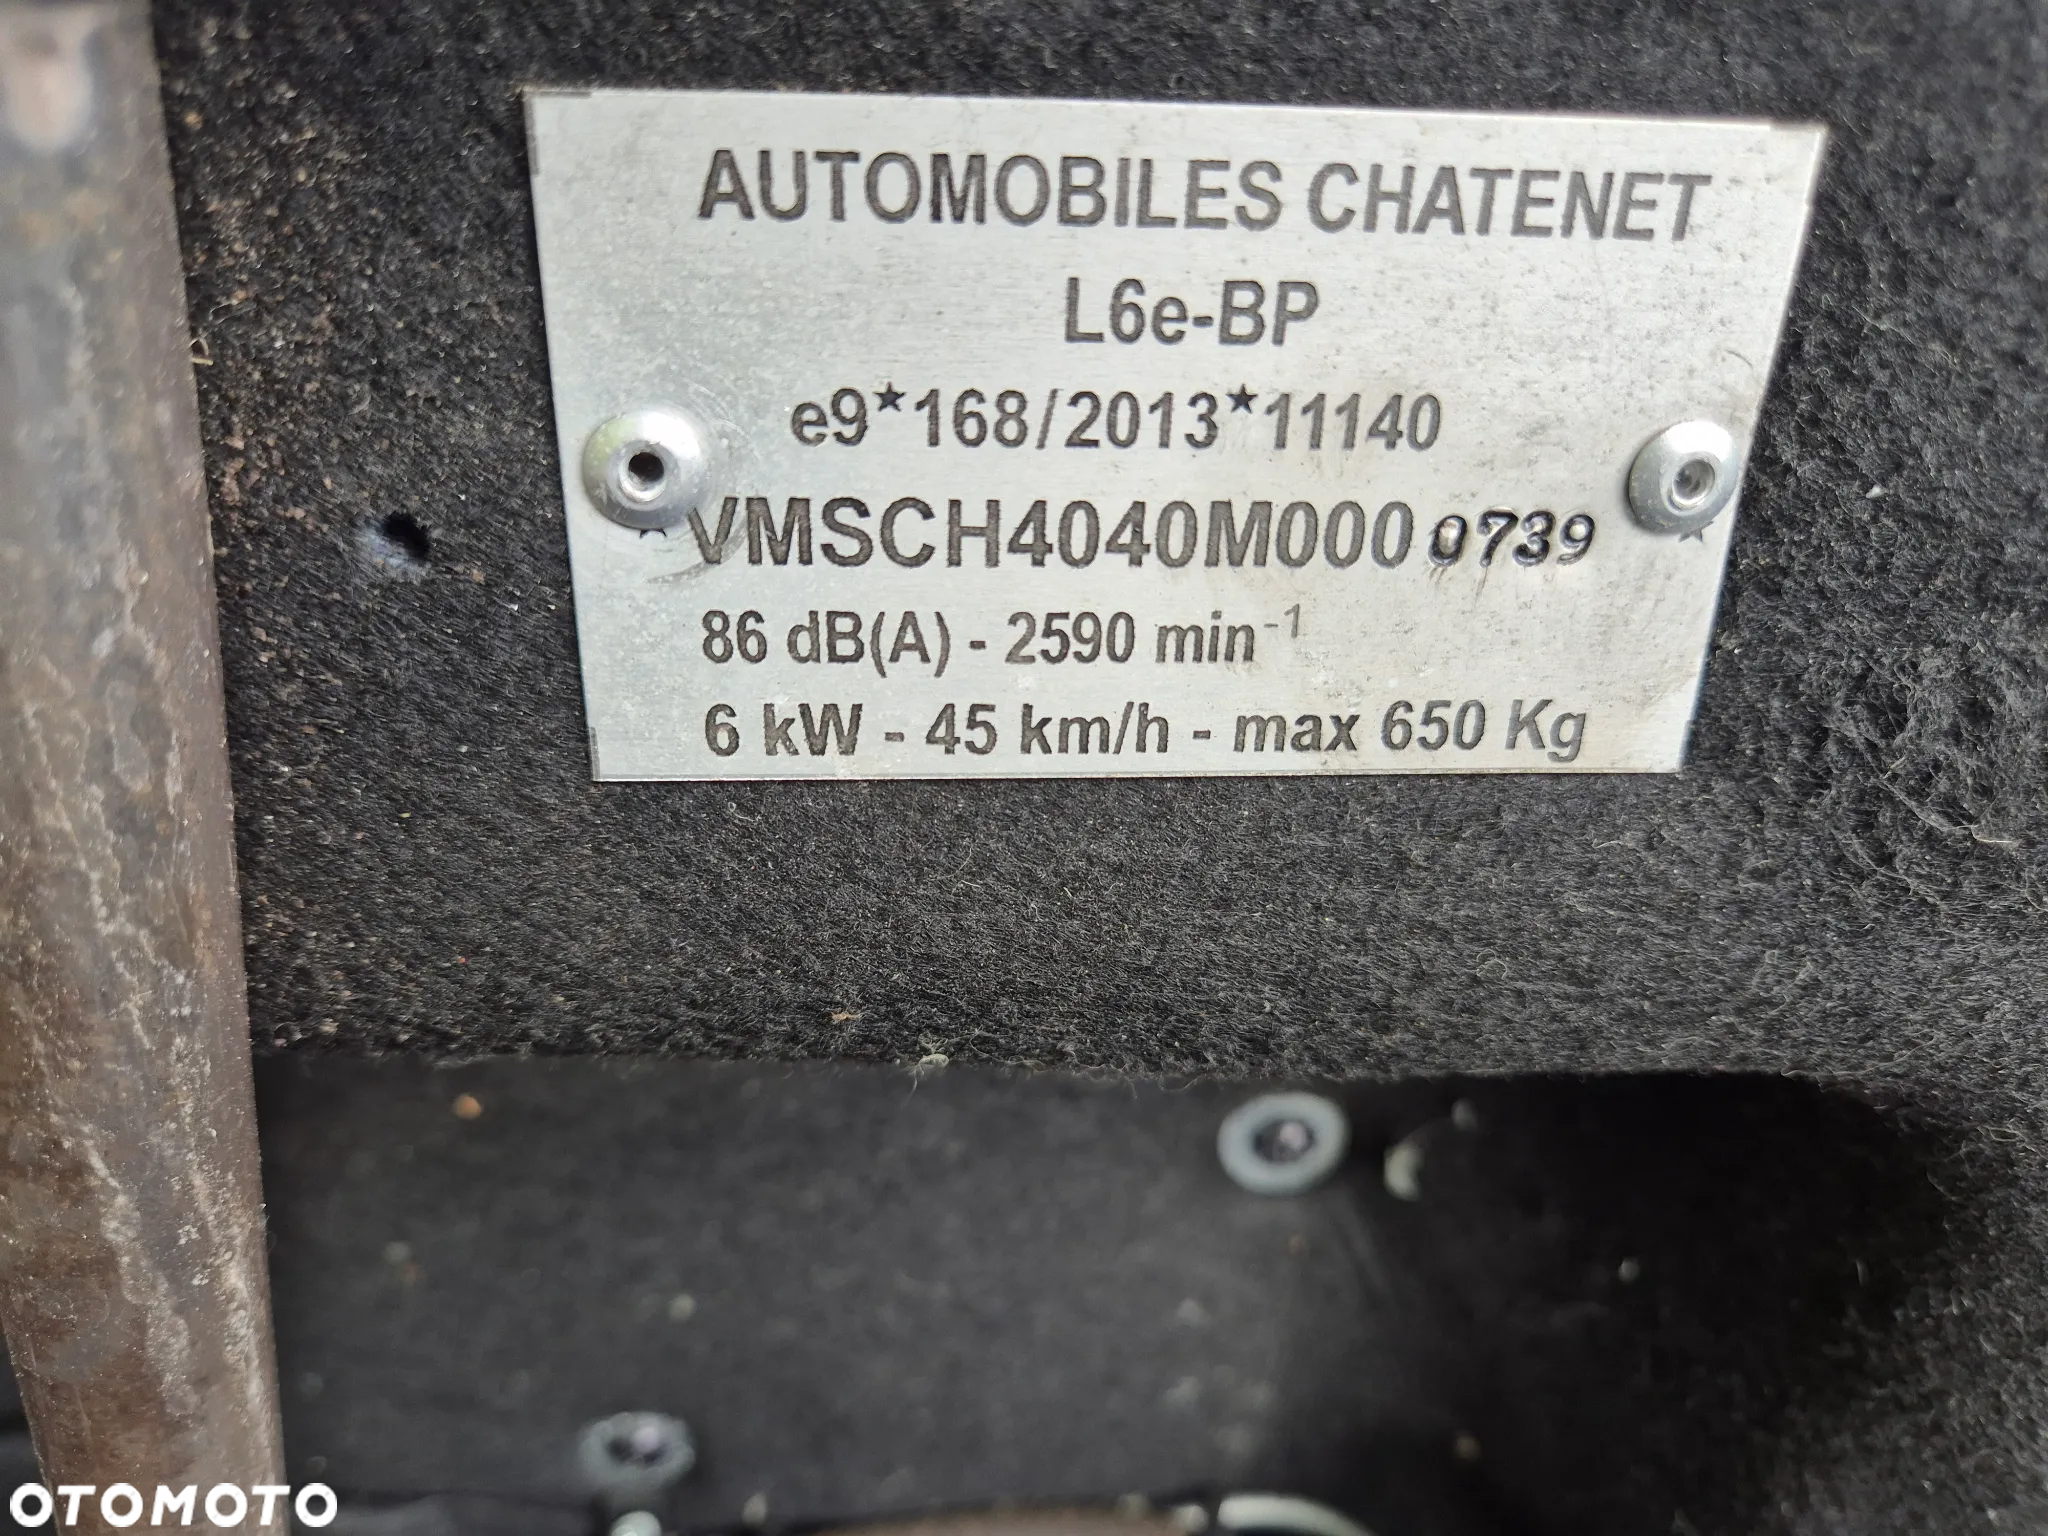 AUTOMOBILES CHATENET
L6e-BP
e9★168/2013★11140
★VMSCH4040M0000739★
86 dB(A) - 2590 min⁻¹
6 kW - 45 km/h - max 650 Kg
OTOMOTO